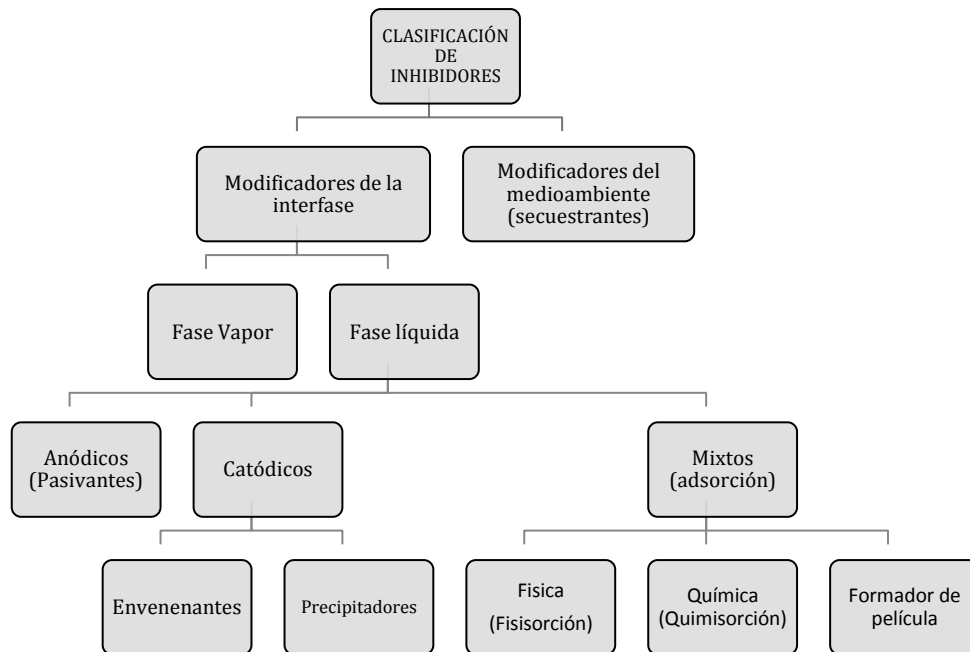 CLASIFICACIÓN
DE
INHIBIDORES
Modificadores de la
interfase
Modificadores del
medioambiente
(secuestrantes)
Fase Vapor
Fase líquida
Anódicos
(Pasivantes)
Catódicos
Mixtos
(adsorción)
Envenenantes
Precipitadores
Fisica
(Fisisorción)
Química
(Quimisorción)
Formador de
película